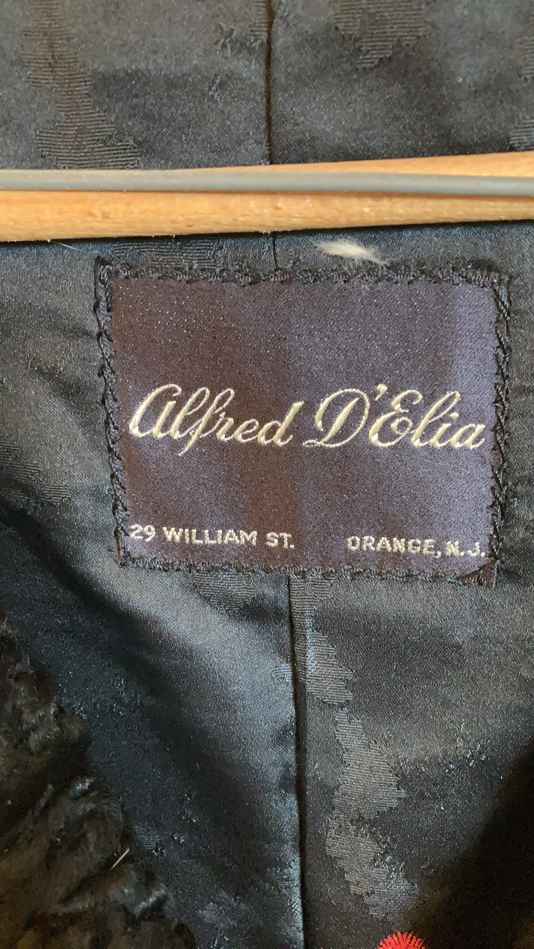 Alfred D'Elia
29 WILLIAM ST. ORANGE, N.J.